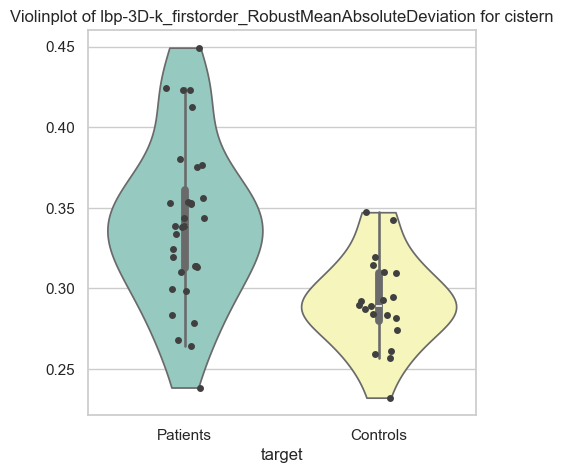 Violinplot of lbp-3D-k_firstorder_RobustMeanAbsoluteDeviation for cistern
0.45
0.40
0.35
0.30
0.25
Patients
Controls
target